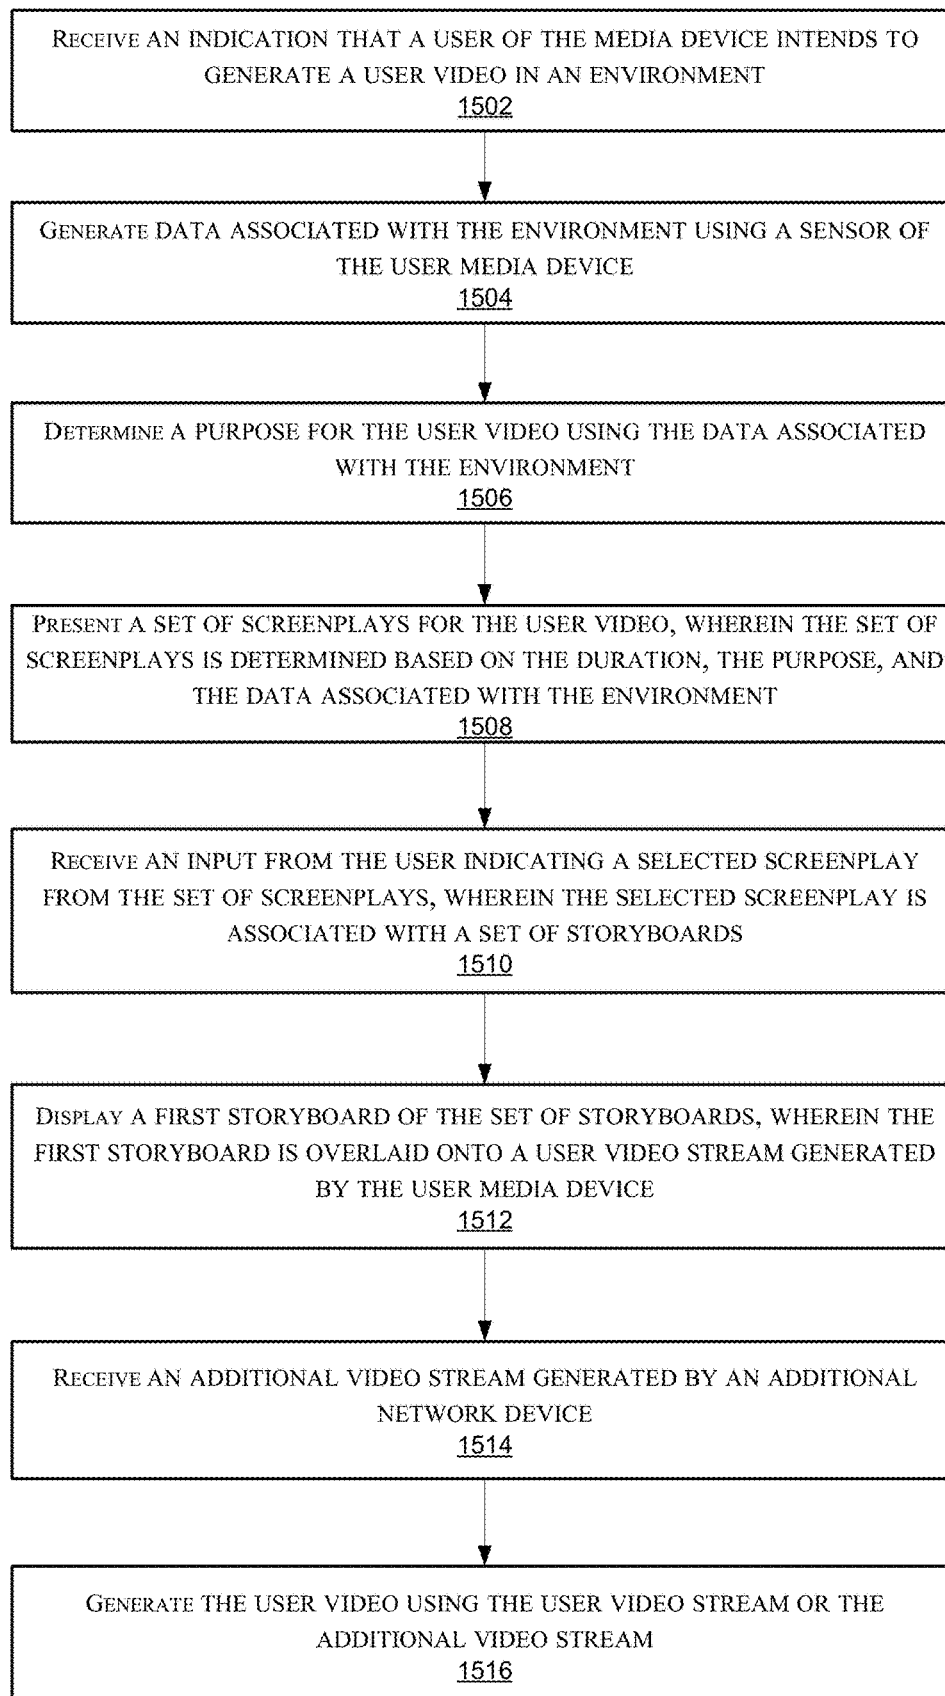 RECEIVE AN INDICATION THAT A USER OF THE MEDIA DEVICE INTENDS TO
GENERATE A USER VIDEO IN AN ENVIRONMENT
1502
GENERATE DATA ASSOCIATED WITH THE ENVIRONMENT USING A SENSOR OF
THE USER MEDIA DEVICE
1504
DETERMINE A PURPOSE FOR THE USER VIDEO USING THE DATA ASSOCIATED
WITH THE ENVIRONMENT
1506
PRESENT A SET OF SCREENPLAYS FOR THE USER VIDEO, WHEREIN THE SET OF
SCREENPLAYS IS DETERMINED BASED ON THE DURATION, THE PURPOSE, AND
THE DATA ASSOCIATED WITH THE ENVIRONMENT
1508
RECEIVE AN INPUT FROM THE USER INDICATING A SELECTED SCREENPLAY
FROM THE SET OF SCREENPLAYS, WHEREIN THE SELECTED SCREENPLAY IS
ASSOCIATED WITH A SET OF STORYBOARDS
1510
DISPLAY A FIRST STORYBOARD OF THE SET OF STORYBOARDS, WHEREIN THE
FIRST STORYBOARD IS OVERLAID ONTO A USER VIDEO STREAM GENERATED
BY THE USER MEDIA DEVICE
1512
RECEIVE AN ADDITIONAL VIDEO STREAM GENERATED BY AN ADDITIONAL
NETWORK DEVICE
1514
GENERATE THE USER VIDEO USING THE USER VIDEO STREAM OR THE
ADDITIONAL VIDEO STREAM
1516